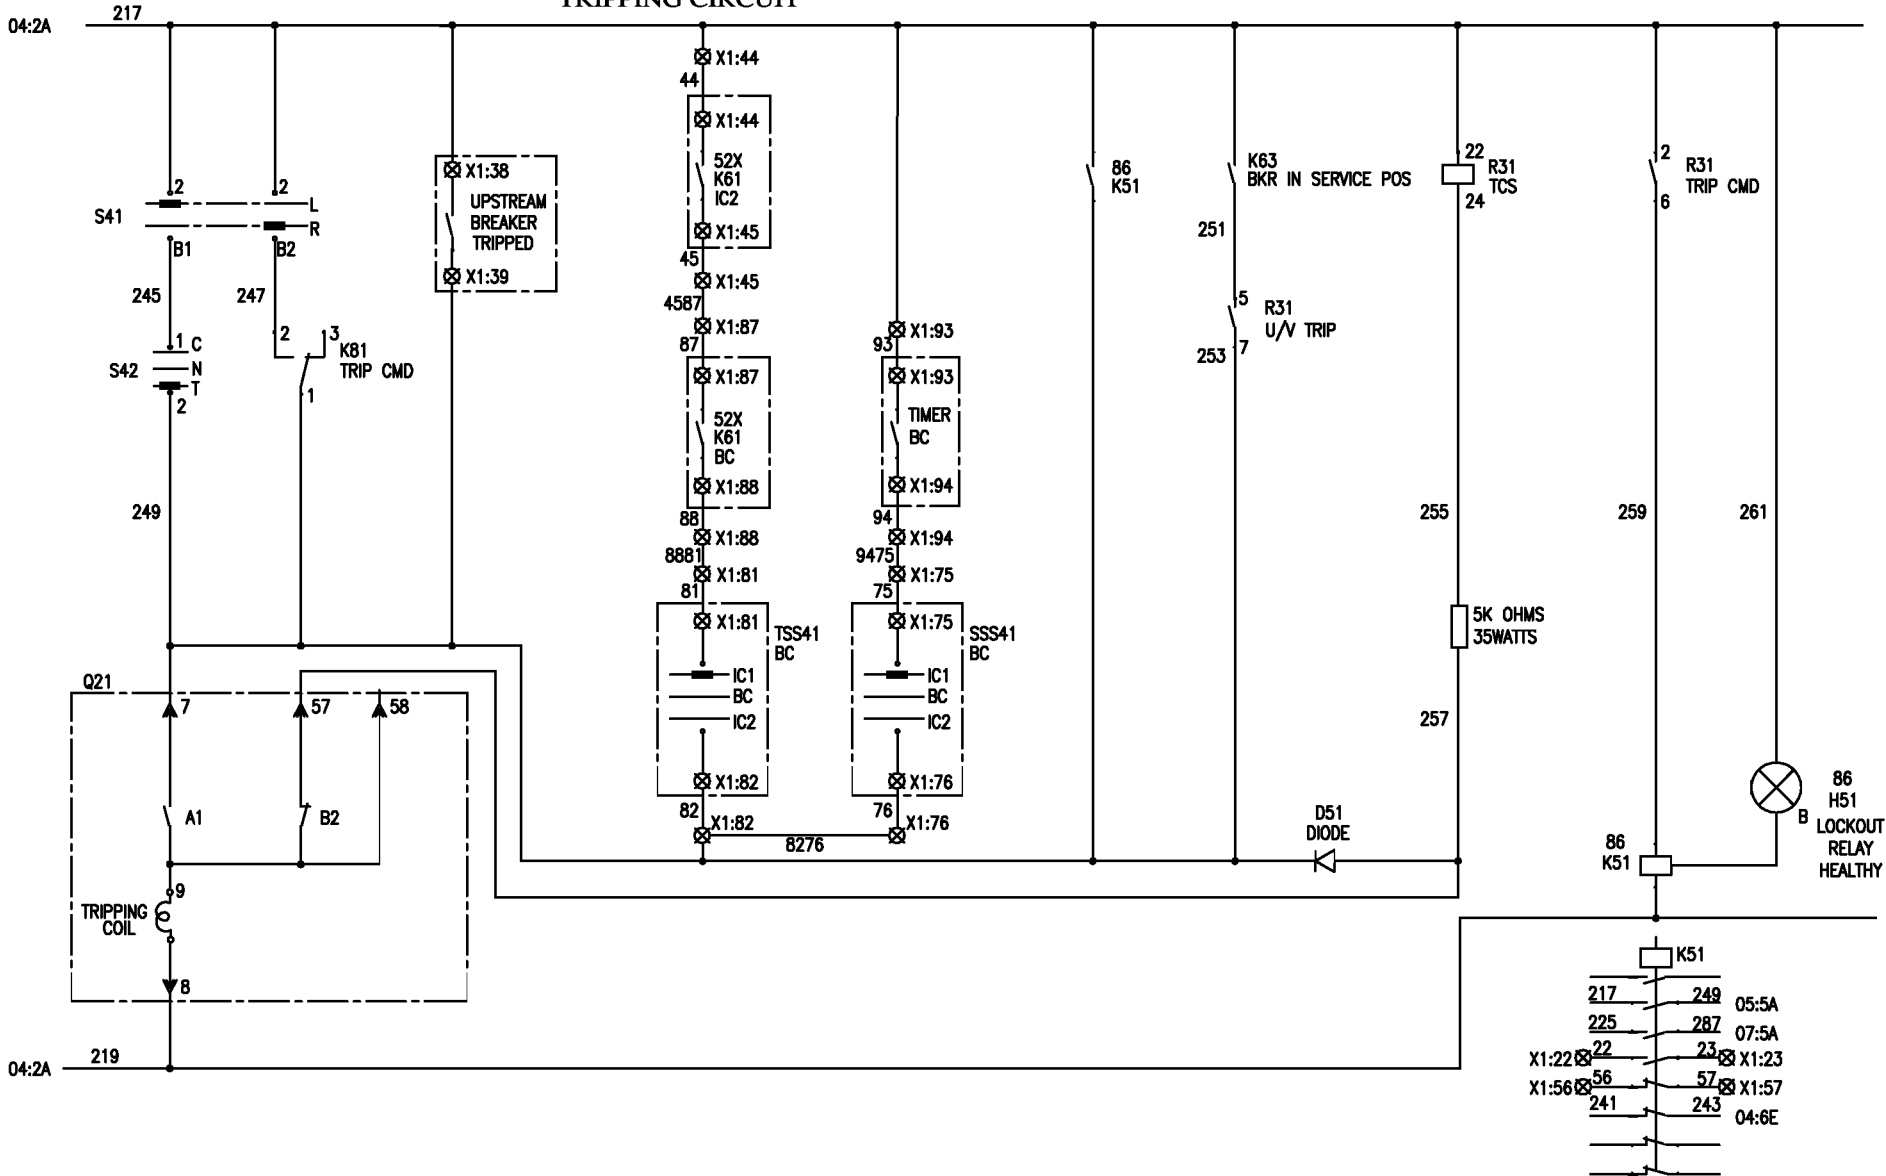 TRIPPING CIRCUIT
04:2A
217
X1:44
44
X1:44
52X
K61
IC2
X1:45
45
X1:45
4587
X1:87
87
X1:87
52X
K61
BC
X1:88
88
X1:88
8881
X1:81
81
X1:81
TSS41
BC
IC1
BC
IC2
X1:82
82
X1:82
8276
2
2
S41
L
R
B1
B2
245
247
1
C
S42
N
T
2
2
3
K81
TRIP CMD
1
249
X1:38
UPSTREAM
BREAKER
TRIPPED
X1:39
X1:93
93
X1:93
TIMER
BC
X1:94
94
X1:94
9475
X1:75
75
X1:75
SSS41
BC
IC1
BC
IC2
X1:76
76
X1:76
86
K51
K63
BKR IN SERVICE POS
251
5
R31
U/V TRIP
253
7
22
R31
TCS
24
255
5K OHMS
35WATTS
257
D51
DIODE
2
R31
TRIP CMD
6
259
261
86
H51
B
LOCKOUT
RELAY
HEALTHY
86
K51
Q21
7
57
58
A1
B2
9
TRIPPING
COIL
8
04:2A
219
K51
217
249
05:5A
225
287
07:5A
X1:22
22
23
X1:23
X1:56
56
57
X1:57
241
243
04:6E